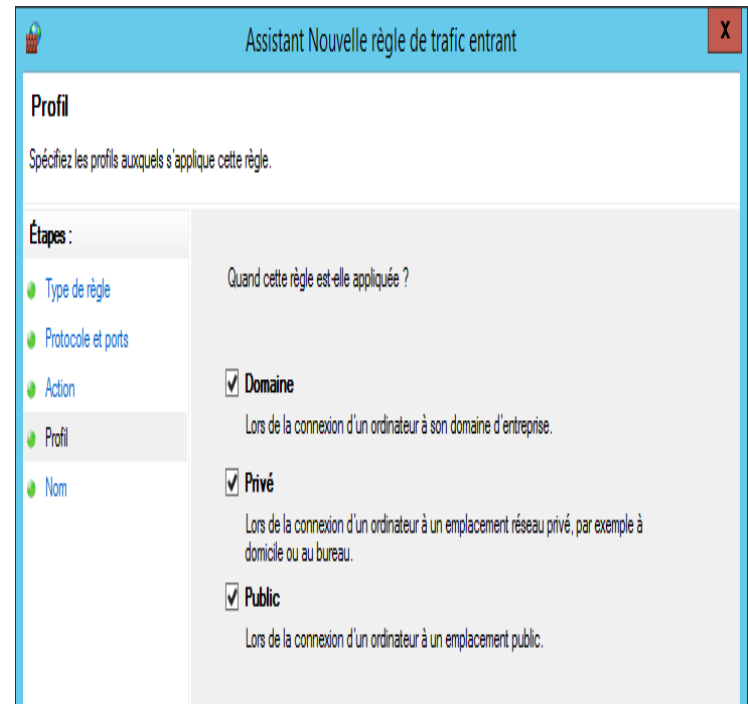 Assistant Nouvelle règle de trafic entrant
X
Profil
Spécifiez les profils auxquels s'applique cette règle.
Étapes :
Type de règle
Protocole et ports
Action
Profil
Nom
Quand cette règle est-elle appliquée ?
Domaine
Lors de la connexion d'un ordinateur à son domaine d'entreprise.
Privé
Lors de la connexion d'un ordinateur à un emplacement réseau privé, par exemple à
domicile ou au bureau.
Public
Lors de la connexion d'un ordinateur à un emplacement public.